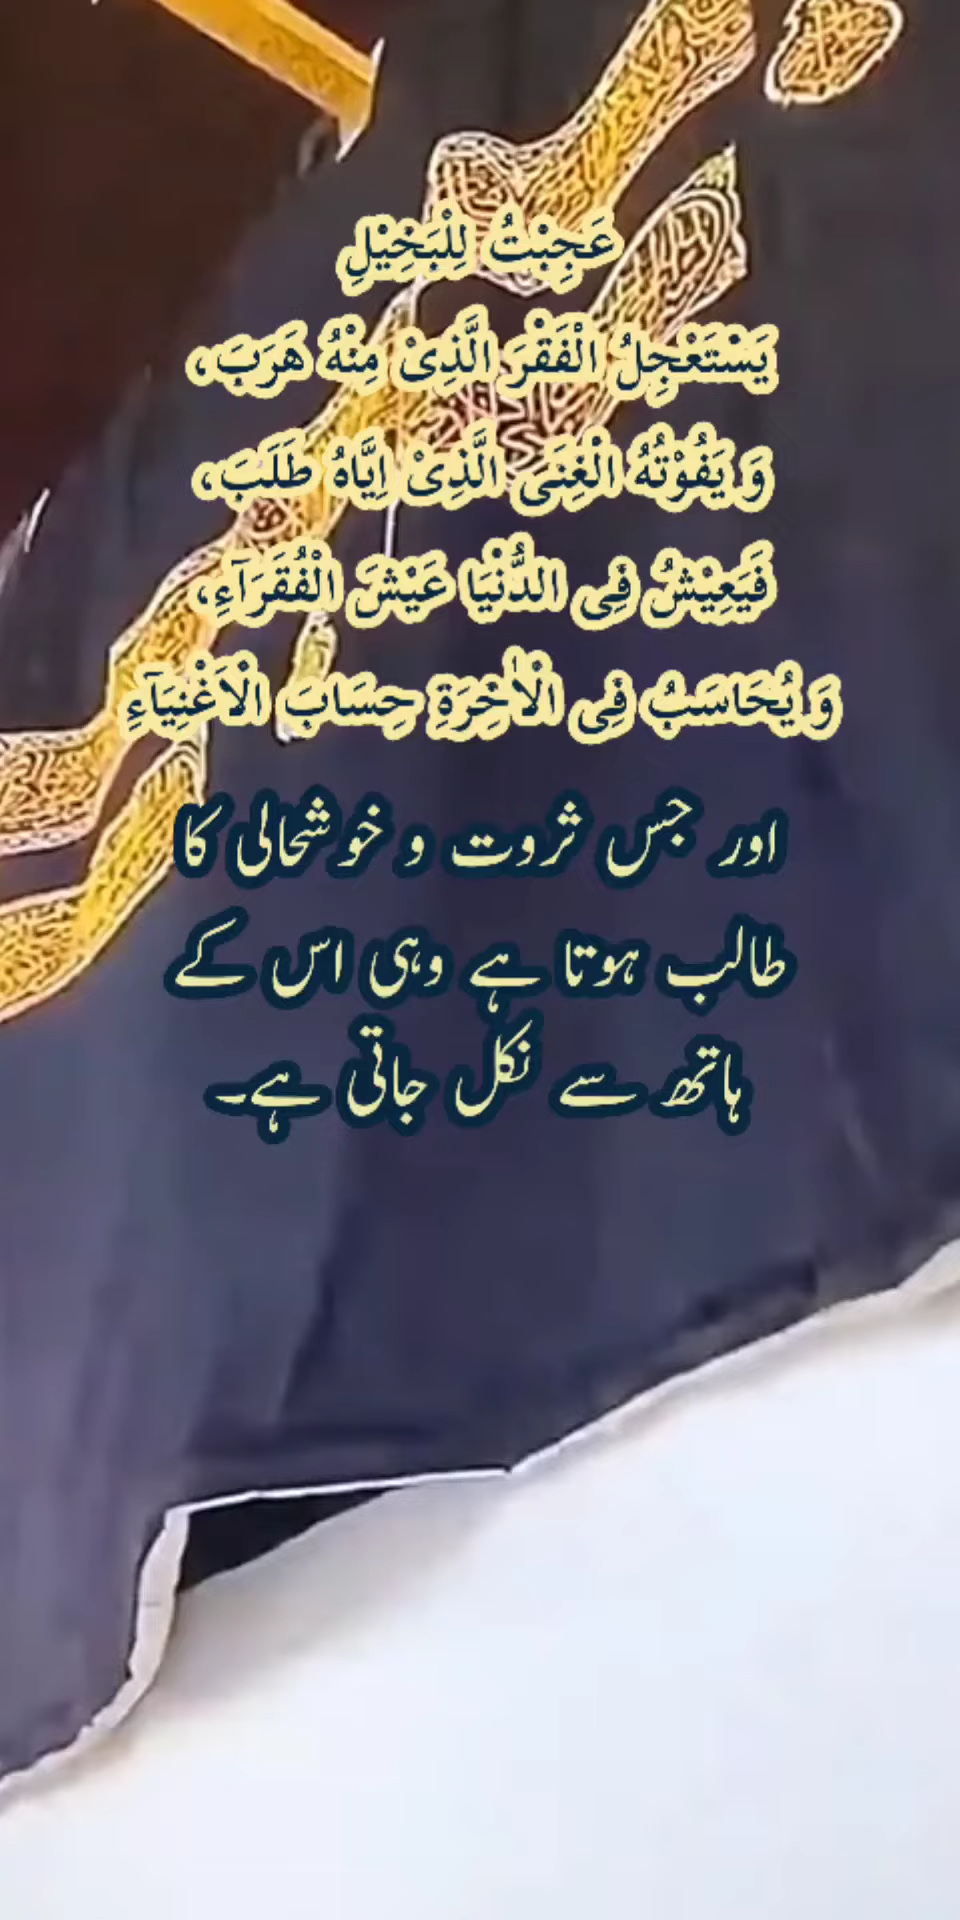 عَجِبْتُ لِلْبَخِيْلِ
يَسْتَعْجِلُ الْفَقْرَ الَّذِیْ مِنْهُ هَرَبَ،
وَ يَفُوْتُهُ الْغِنَی الَّذِیْ اِيَّاهُ طَلَبَ،
فَيَعِيْشُ فِی الدُّنْيَا عَيْشَ الْفُقَرَآءِ،
وَ يُحَاسَبُ فِی الْاٰخِرَةِ حِسَابَ الْاَغْنِيَآءِ
اور جس ثروت و خوشحالی کا
طالب ہوتا ہے وہی اس کے
ہاتھ سے نکل جاتی ہے۔